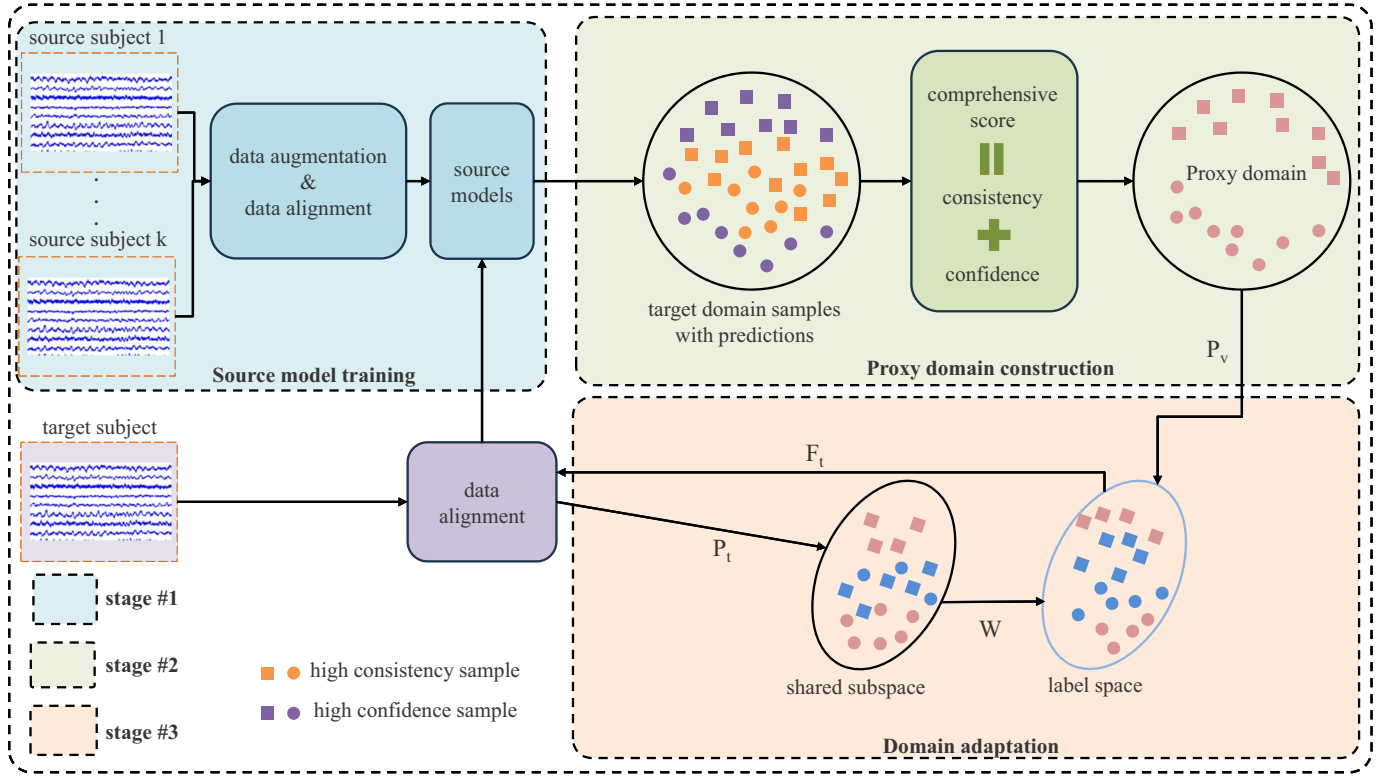 source subject 1
source subject k
data augmentation
&
data alignment
source
models
Source model training
target domain samples
with predictions
comprehensive
score
consistency
confidence
Proxy domain
Proxy domain construction
P_v
target subject
data
alignment
F_t
P_t
W
shared subspace
label space
Domain adaptation
stage #1
stage #2
stage #3
high consistency sample
high confidence sample